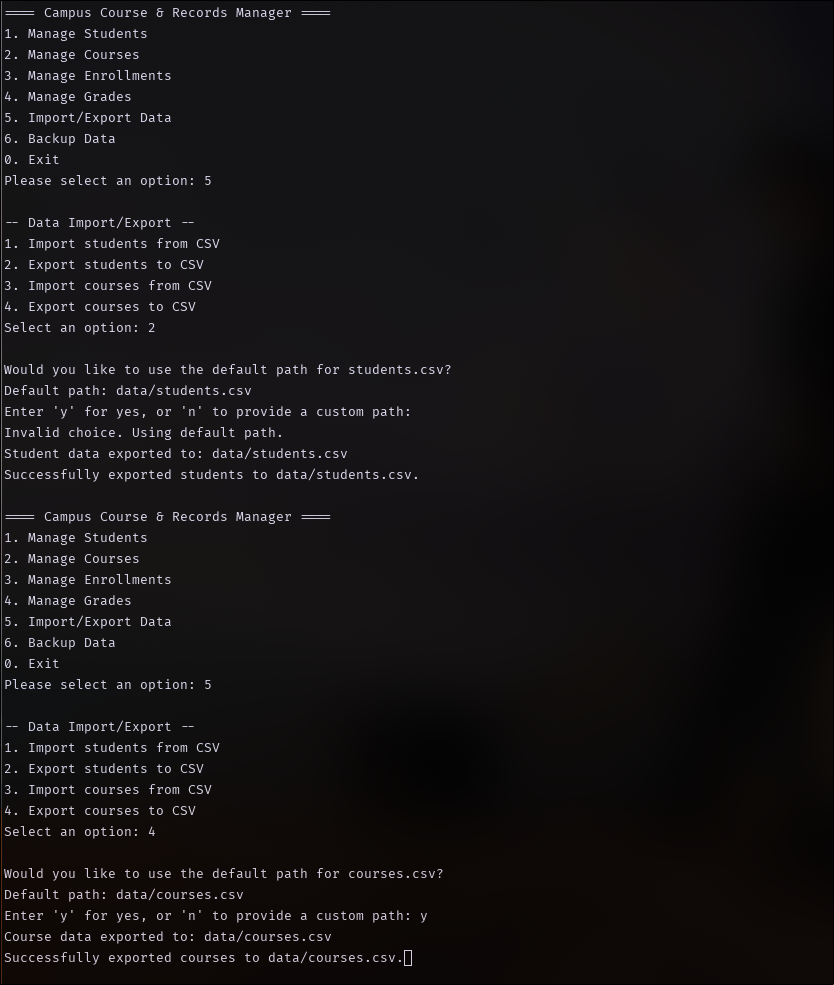 ==== Campus Course & Records Manager ====
1. Manage Students
2. Manage Courses
3. Manage Enrollments
4. Manage Grades
5. Import/Export Data
6. Backup Data
0. Exit
Please select an option: 5
-- Data Import/Export --
1. Import students from CSV
2. Export students to CSV
3. Import courses from CSV
4. Export courses to CSV
Select an option: 2
Would you like to use the default path for students.csv?
Default path: data/students.csv
Enter 'y' for yes, or 'n' to provide a custom path:
Invalid choice. Using default path.
Student data exported to: data/students.csv
Successfully exported students to data/students.csv.
==== Campus Course & Records Manager ====
1. Manage Students
2. Manage Courses
3. Manage Enrollments
4. Manage Grades
5. Import/Export Data
6. Backup Data
0. Exit
Please select an option: 5
-- Data Import/Export --
1. Import students from CSV
2. Export students to CSV
3. Import courses from CSV
4. Export courses to CSV
Select an option: 4
Would you like to use the default path for courses.csv?
Default path: data/courses.csv
Enter 'y' for yes, or 'n' to provide a custom path: y
Course data exported to: data/courses.csv
Successfully exported courses to data/courses.csv.